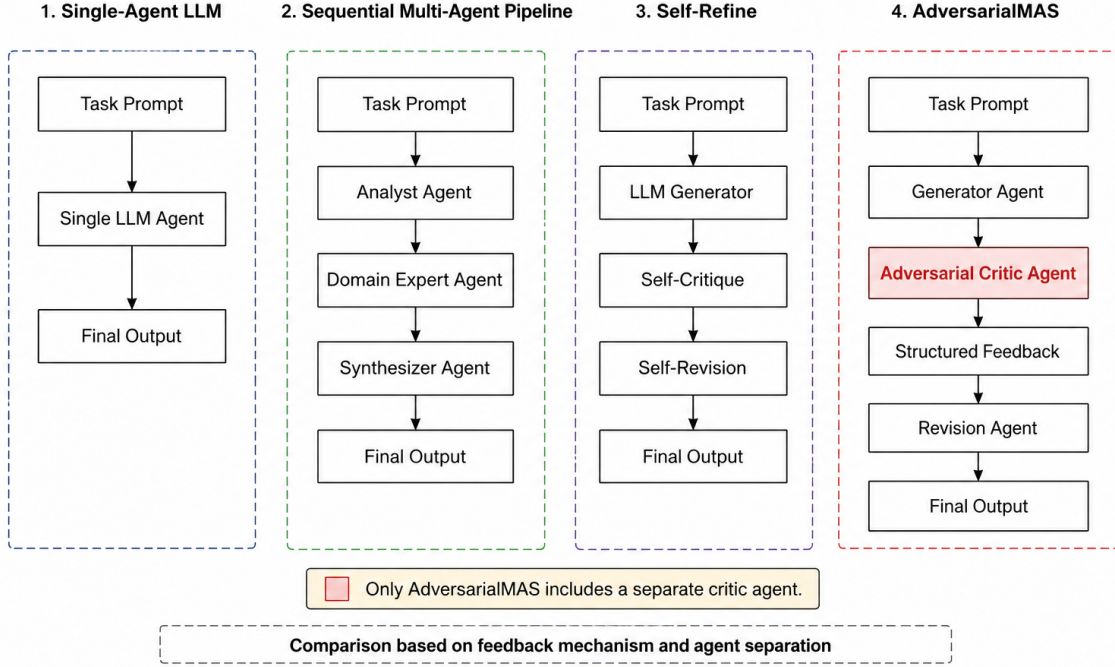 1. Single-Agent LLM
Task Prompt
Single LLM Agent
Final Output
2. Sequential Multi-Agent Pipeline
Task Prompt
Analyst Agent
Domain Expert Agent
Synthesizer Agent
Final Output
3. Self-Refine
Task Prompt
LLM Generator
Self-Critique
Self-Revision
Final Output
4. AdversarialMAS
Task Prompt
Generator Agent
Adversarial Critic Agent
Structured Feedback
Revision Agent
Final Output
Only AdversarialMAS includes a separate critic agent.
Comparison based on feedback mechanism and agent separation